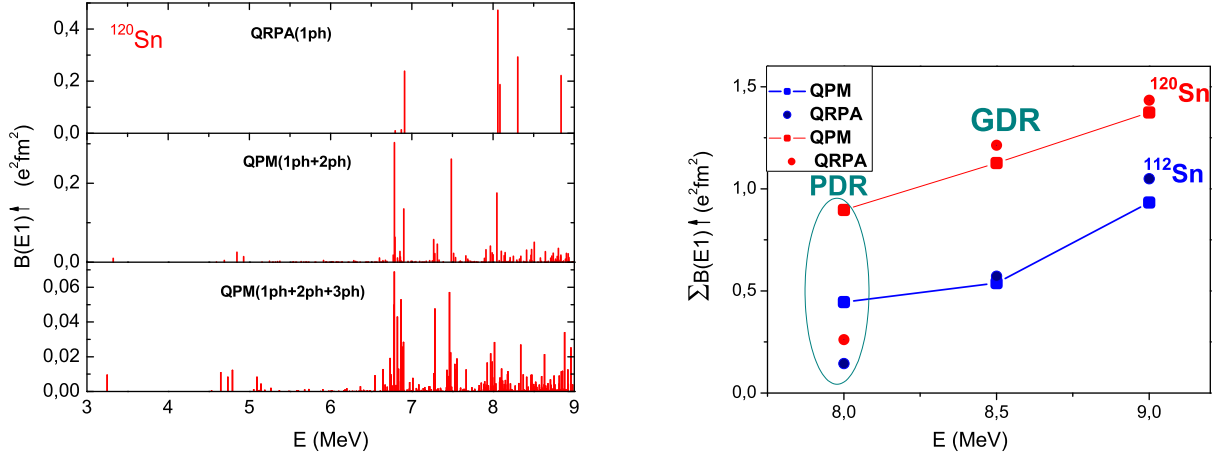 120Sn
QRPA(1ph)
0,4
0,2
0,0
QPM(1ph+2ph)
0,2
0,0
QPM(1ph+2ph+3ph)
0,06
0,04
0,02
0,00
B(E1)↑ (e2fm2)
3 4 5 6 7 8 9
E (MeV)
QPM
QRPA
QPM
QRPA
PDR
GDR
120Sn
112Sn
1,5
1,0
0,5
0,0
∑B(E1)↑ (e2fm2)
8,0 8,5 9,0
E (MeV)